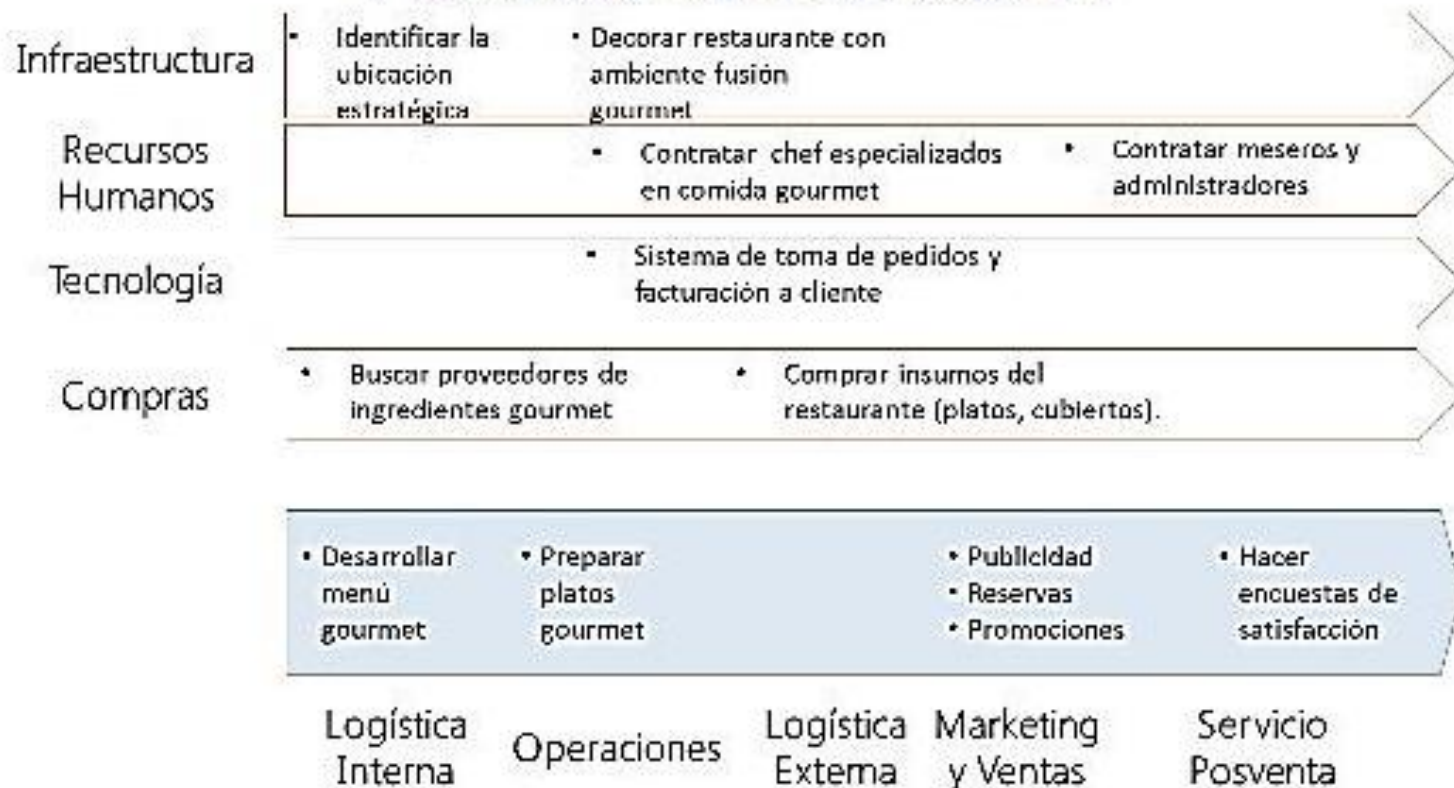 Infraestructura
• Identificar la
ubicación
estratégica
• Decorar restaurante con
ambiente fusión
gourmet
Recursos
Humanos
• Contratar chef especializados
en comida gourmet
• Contratar meseros y
administradores
Tecnología
• Sistema de toma de pedidos y
facturación a cliente
Compras
• Buscar proveedores de
ingredientes gourmet
• Comprar insumos del
restaurante (platos, cubiertos).
• Desarrollar
menú
gourmet
• Preparar
platos
gourmet
• Publicidad
• Reservas
• Promociones
• Hacer
encuestas de
satisfacción
Logística
Interna
Operaciones
Logística
Externa
Marketing
y Ventas
Servicio
Posventa